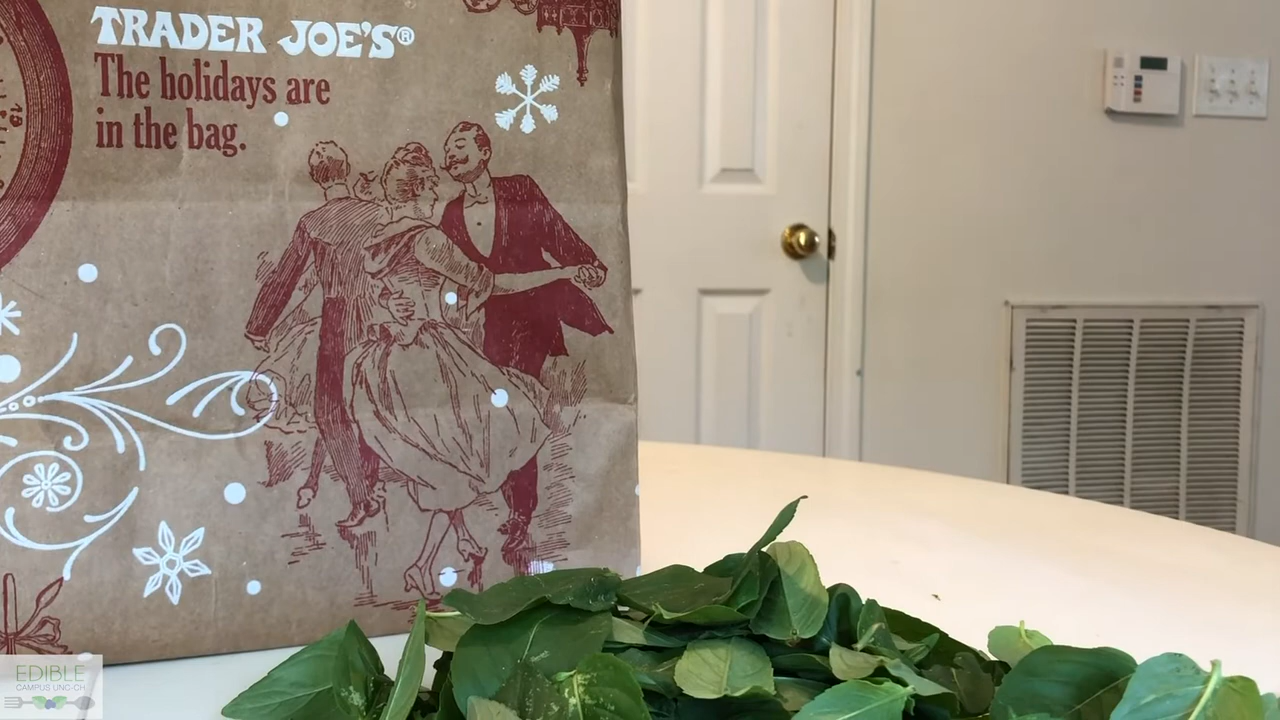 TRADER JOE'S®
The holidays are
in the bag.
EDIBLE
CAMPUS UNC-CH